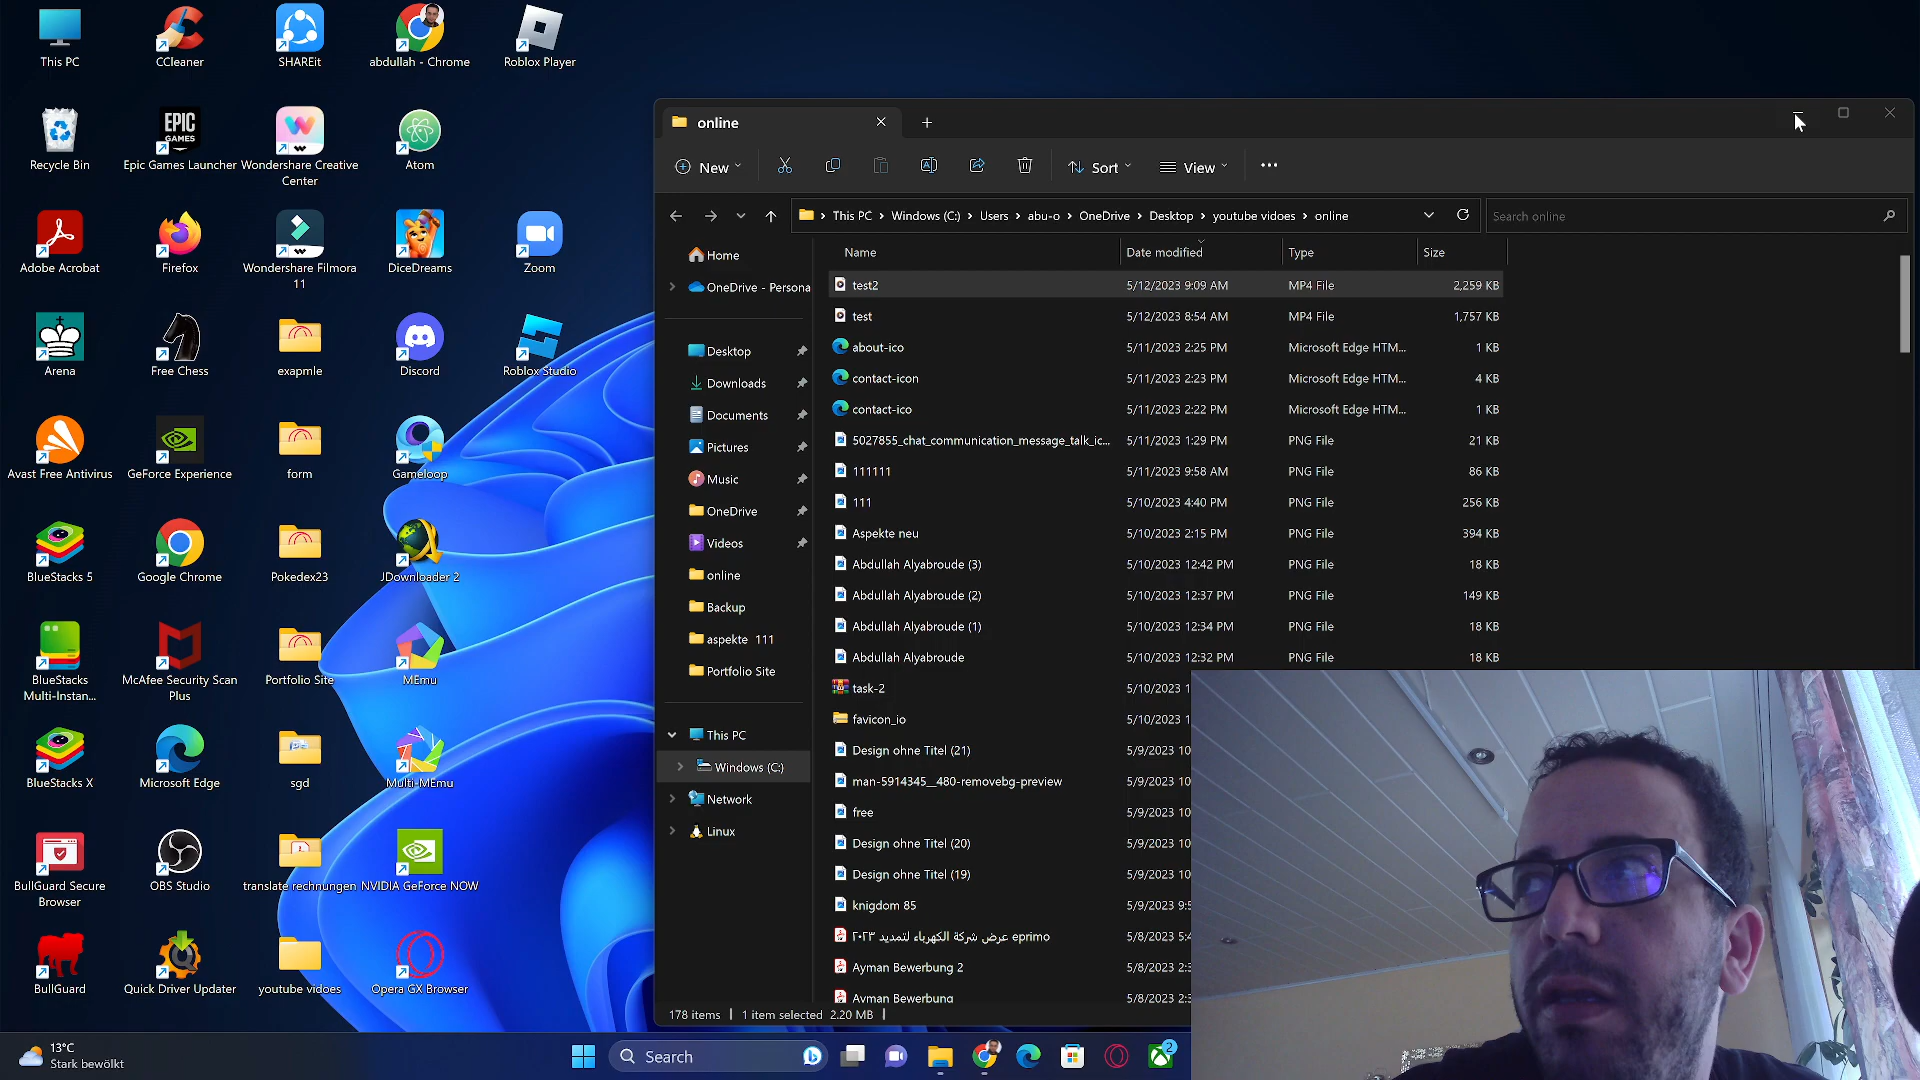 This PC
CCleaner
SHAREit
abdullah - Chrome
Roblox Player
Recycle Bin
EPIC
GAMES
Epic Games Launcher
Wondershare Creative
Center
Atom
Adobe Acrobat
Firefox
Wondershare Filmora
11
DiceDreams
Zoom
Arena
Free Chess
exapmle
Discord
Roblox Studio
Avast Free Antivirus
GeForce Experience
form
Gameloop
BlueStacks 5
Google Chrome
Pokedex23
JDownloader 2
BlueStacks
Multi-Instan...
McAfee Security Scan
Plus
Portfolio Site
MEmu
BlueStacks X
Microsoft Edge
sgd
Multi-MEmu
BullGuard Secure
Browser
OBS Studio
translate rechnungen
NVIDIA GeForce NOW
BullGuard
Quick Driver Updater
youtube vidoes
Opera GX Browser
online
New
Sort
View
This PC > Windows (C:) > Users > abu-o > OneDrive > Desktop > youtube vidoes > online
Search online
Home
OneDrive - Persona
Desktop
Downloads
Documents
Pictures
Music
OneDrive
Videos
online
Backup
aspekte 111
Portfolio Site
This PC
Windows (C:)
Network
Linux
Name Date modified Type Size
test2 5/12/2023 9:09 AM MP4 File 2,259 KB
test 5/12/2023 8:54 AM MP4 File 1,757 KB
about-ico 5/11/2023 2:25 PM Microsoft Edge HTM... 1 KB
contact-icon 5/11/2023 2:23 PM Microsoft Edge HTM... 4 KB
contact-ico 5/11/2023 2:22 PM Microsoft Edge HTM... 1 KB
5027855_chat_communication_message_talk_ic... 5/11/2023 1:29 PM PNG File 21 KB
111111 5/11/2023 9:58 AM PNG File 86 KB
111 5/10/2023 4:40 PM PNG File 256 KB
Aspekte neu 5/10/2023 2:15 PM PNG File 394 KB
Abdullah Alyabroude (3) 5/10/2023 12:42 PM PNG File 18 KB
Abdullah Alyabroude (2) 5/10/2023 12:37 PM PNG File 149 KB
Abdullah Alyabroude (1) 5/10/2023 12:34 PM PNG File 18 KB
Abdullah Alyabroude 5/10/2023 12:32 PM PNG File 18 KB
task-2 5/10/2023 1
favicon_io 5/10/2023 1
Design ohne Titel (21) 5/9/2023 10
man-5914345__480-removebg-preview 5/9/2023 10
free 5/9/2023 10
Design ohne Titel (20) 5/9/2023 10
Design ohne Titel (19) 5/9/2023 10
knigdom 85 5/9/2023 9:5
eprimo عرض شركة الكهرباء لتمديد ٢٠٢٣ 5/8/2023 5:4
Ayman Bewerbung 2 5/8/2023 2:3
Ayman Bewerbung 5/8/2023 2:3
178 items 1 item selected 2.20 MB
13°C
Stark bewölkt
Search
2